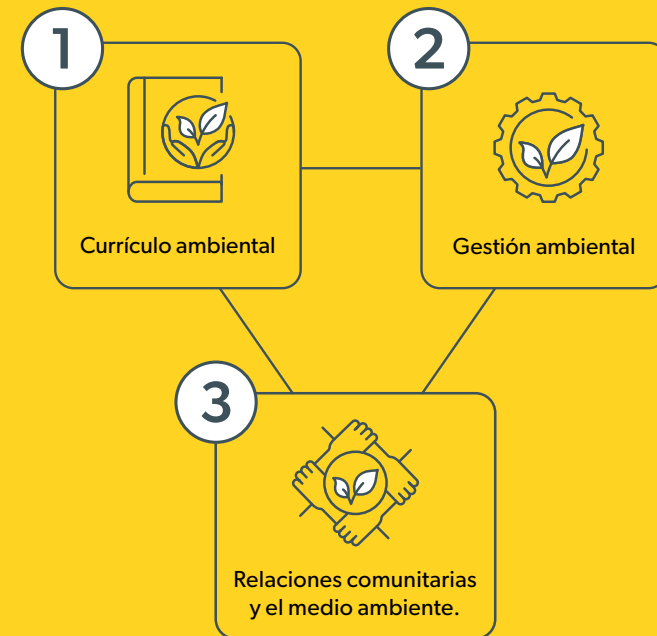 1
Currículo ambiental
2
Gestión ambiental
3
Relaciones comunitarias
y el medio ambiente.